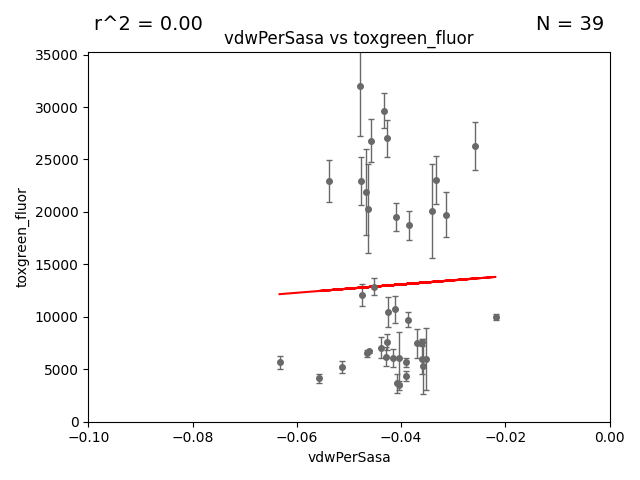 r^2 = 0.00
N = 39
vdwPerSasa vs toxgreen_fluor
35000
30000
25000
20000
15000
10000
5000
0
toxgreen_fluor
−0.10
−0.08
−0.06
−0.04
−0.02
0.00
vdwPerSasa